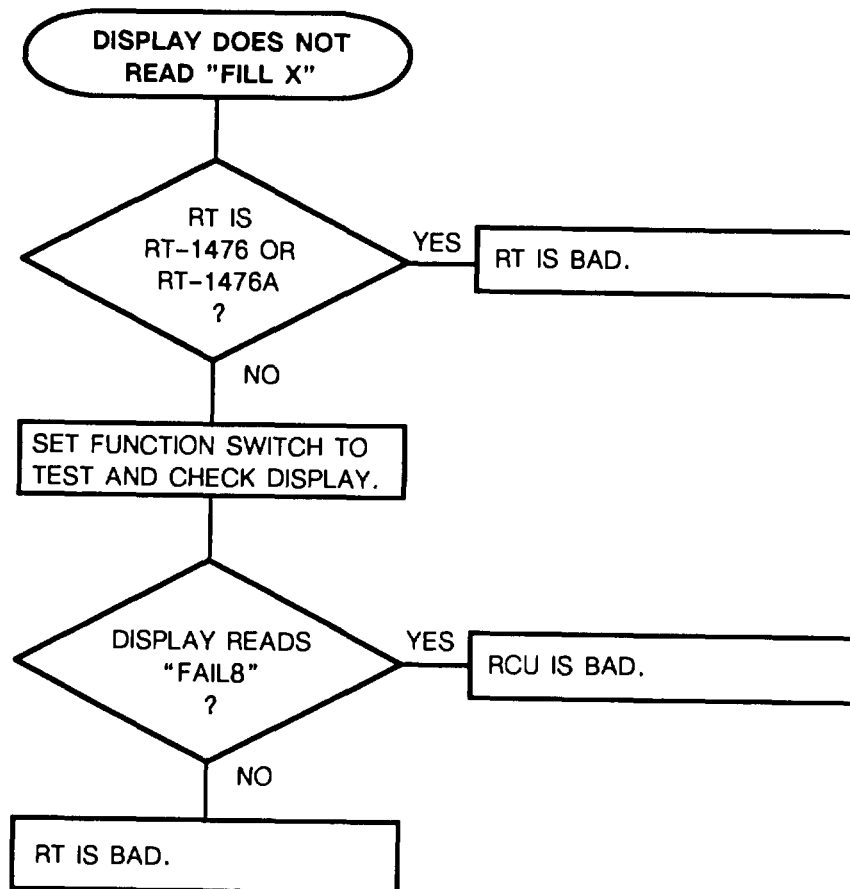 DISPLAY DOES NOT
READ "FILL X"
RT IS
RT-1476 OR
RT-1476A
?
YES
RT IS BAD.
NO
SET FUNCTION SWITCH TO
TEST AND CHECK DISPLAY.
DISPLAY READS
"FAIL8"
?
YES
RCU IS BAD.
NO
RT IS BAD.